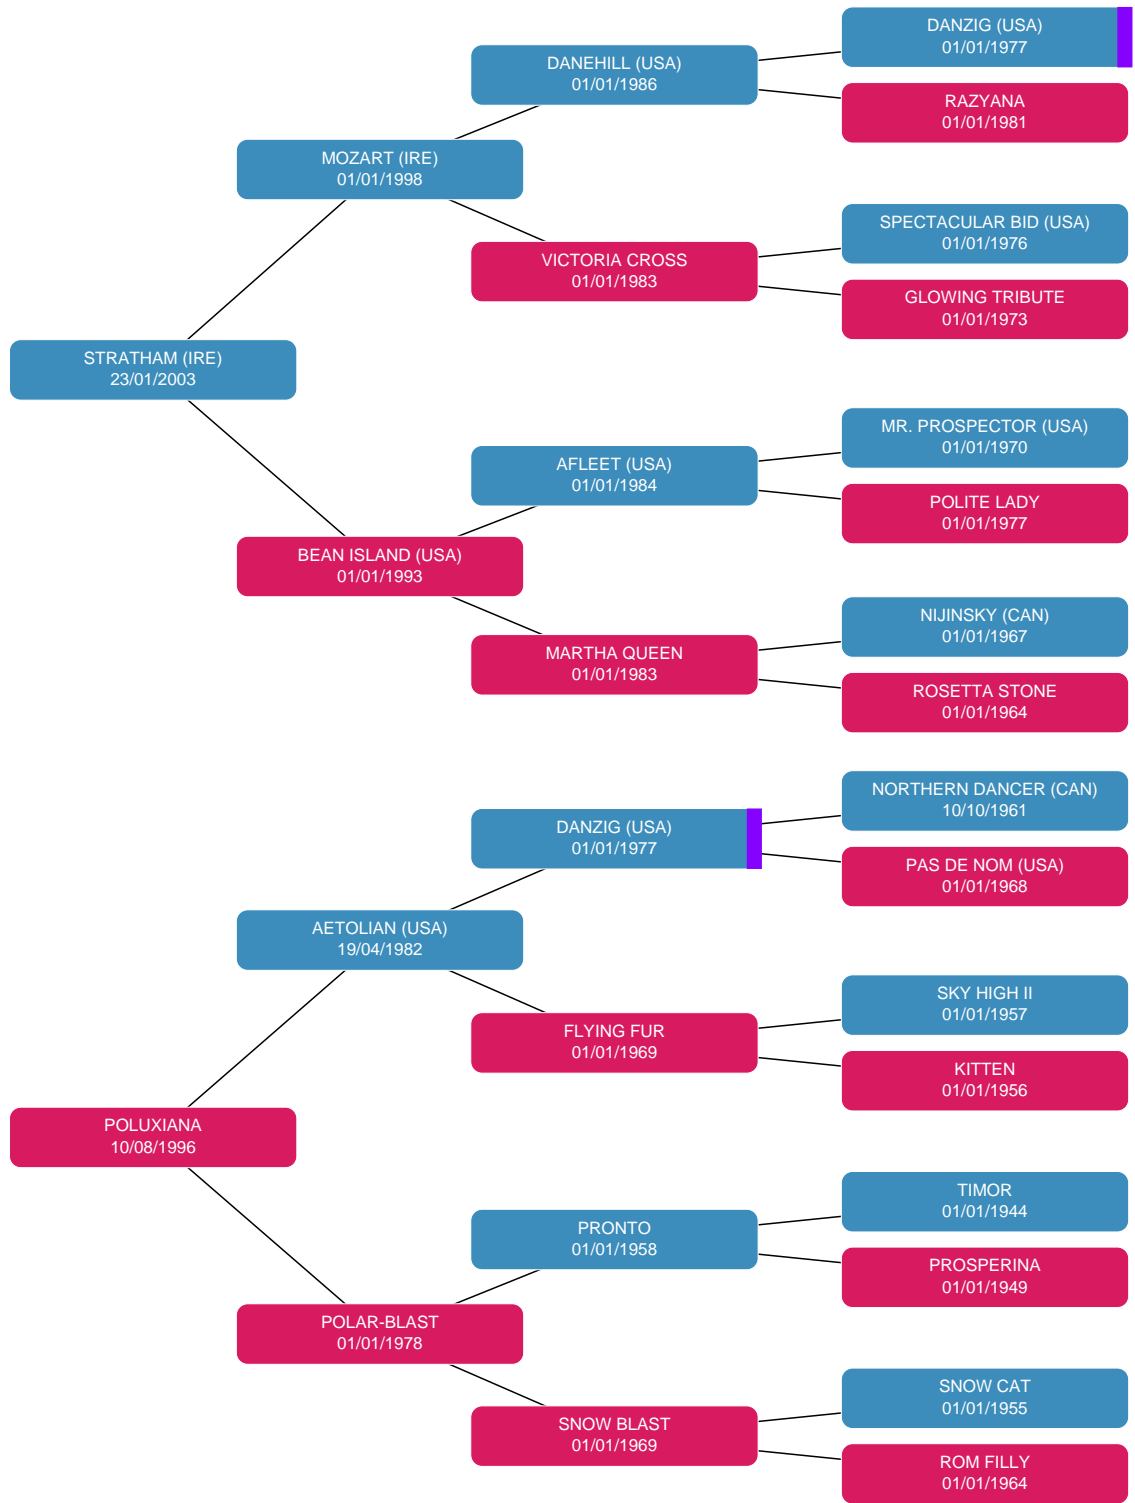 DANZIG (USA)
01/01/1977
DANEHILL (USA)
01/01/1986
RAZYANA
01/01/1981
MOZART (IRE)
01/01/1998
SPECTACULAR BID (USA)
01/01/1976
VICTORIA CROSS
01/01/1983
GLOWING TRIBUTE
01/01/1973
STRATHAM (IRE)
23/01/2003
MR. PROSPECTOR (USA)
01/01/1970
AFLEET (USA)
01/01/1984
POLITE LADY
01/01/1977
BEAN ISLAND (USA)
01/01/1993
NIJINSKY (CAN)
01/01/1967
MARTHA QUEEN
01/01/1983
ROSETTA STONE
01/01/1964
NORTHERN DANCER (CAN)
10/10/1961
DANZIG (USA)
01/01/1977
PAS DE NOM (USA)
01/01/1968
AETOLIAN (USA)
19/04/1982
SKY HIGH II
01/01/1957
FLYING FUR
01/01/1969
KITTEN
01/01/1956
POLUXIANA
10/08/1996
TIMOR
01/01/1944
PRONTO
01/01/1958
PROSPERINA
01/01/1949
POLAR-BLAST
01/01/1978
SNOW CAT
01/01/1955
SNOW BLAST
01/01/1969
ROM FILLY
01/01/1964